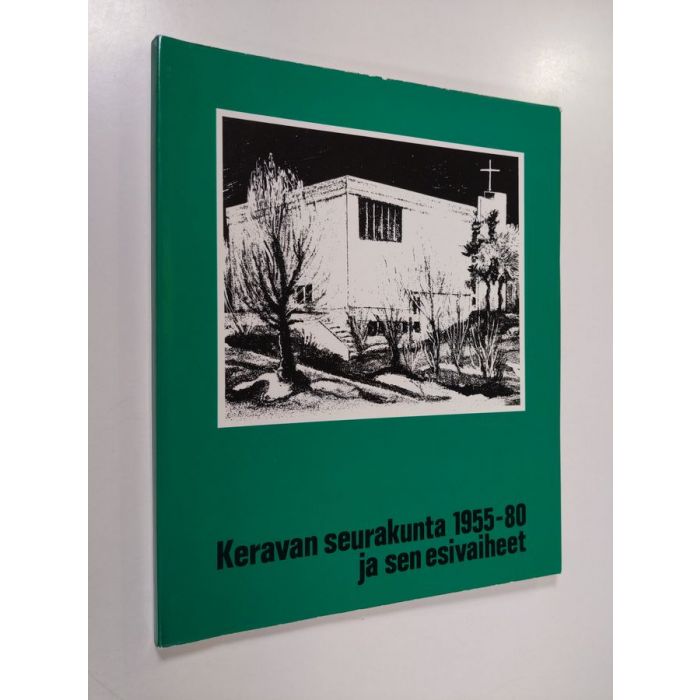 Keravan seurakunta 1955-80
ja sen esivaiheet